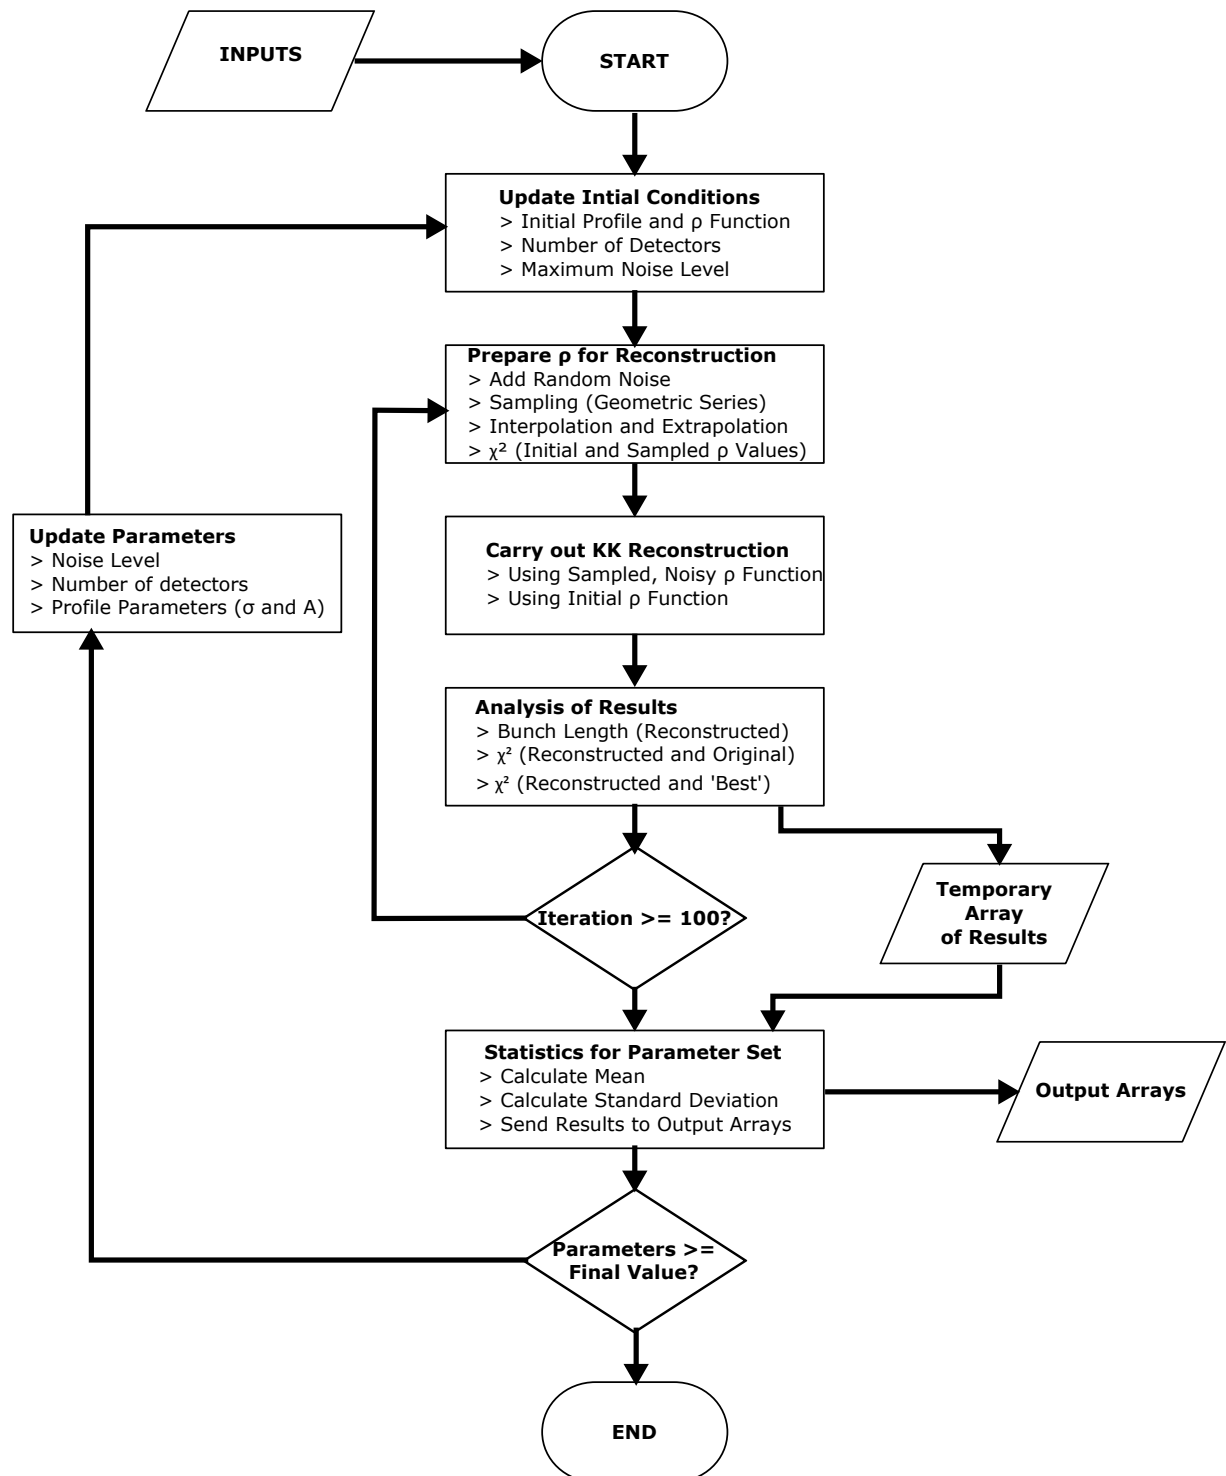 INPUTS
START
Update Intial Conditions
> Initial Profile and ρ Function
> Number of Detectors
> Maximum Noise Level
Prepare ρ for Reconstruction
> Add Random Noise
> Sampling (Geometric Series)
> Interpolation and Extrapolation
> χ² (Initial and Sampled ρ Values)
Update Parameters
> Noise Level
> Number of detectors
> Profile Parameters (σ and A)
Carry out KK Reconstruction
> Using Sampled, Noisy ρ Function
> Using Initial ρ Function
Analysis of Results
> Bunch Length (Reconstructed)
> χ² (Reconstructed and Original)
> χ² (Reconstructed and 'Best')
Iteration >= 100?
Temporary
Array
of Results
Statistics for Parameter Set
> Calculate Mean
> Calculate Standard Deviation
> Send Results to Output Arrays
Output Arrays
Parameters >=
Final Value?
END